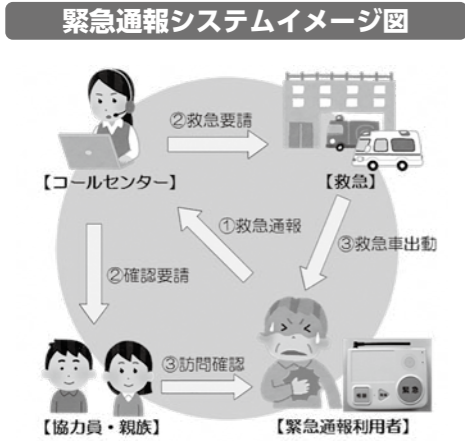 緊急通報システムイメージ図
②救急要請
【コールセンター】
【救急】
①救急通報
③救急車出動
②確認要請
③訪問確認
緊急
【協力員・親族】
【緊急通報利用者】